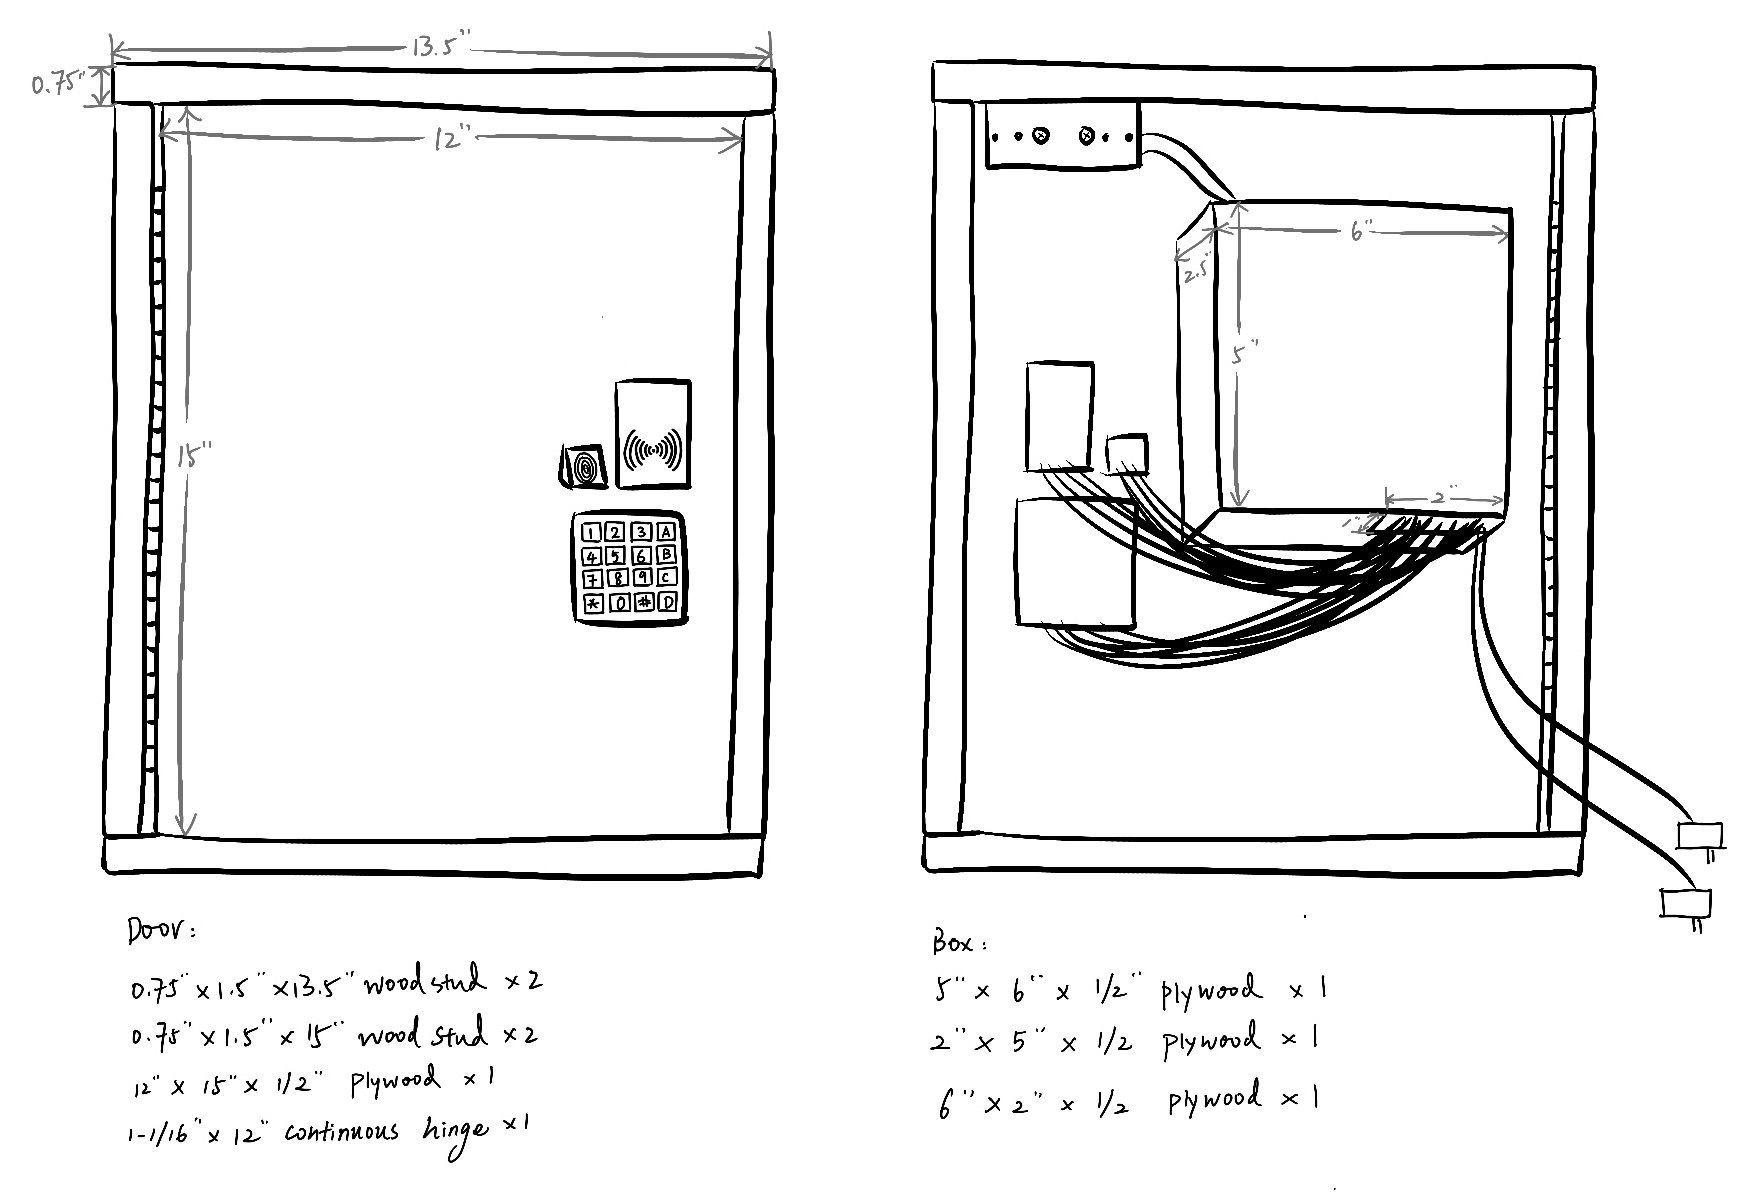 13.5"
0.75"
12"
15"
1 2 3 A
4 5 6 B
7 8 9 C
* 0 # D
6"
2.5"
5"
2"
1"
Door:
0.75" x 1.5" x 13.5" wood stud x 2
0.75" x 1.5" x 15" wood stud x 2
12" x 15" x 1/2" plywood x 1
1-1/16" x 12" continuous hinge x 1
Box:
5" x 6" x 1/2" plywood x 1
2" x 5" x 1/2 plywood x 1
6" x 2" x 1/2 plywood x 1